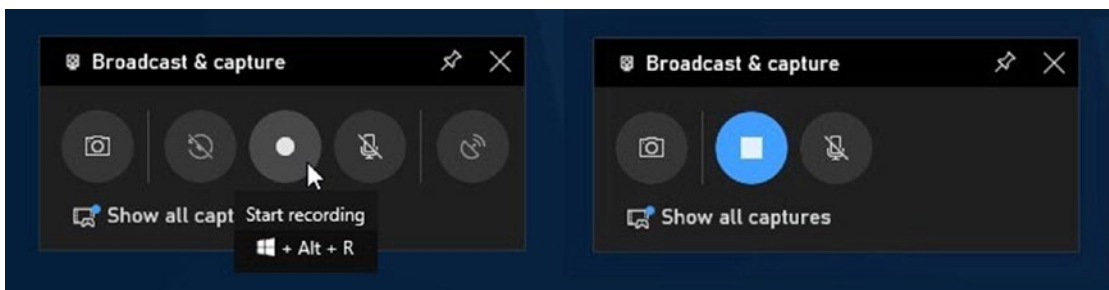 Broadcast & capture
Show all capt
Start recording
+ Alt + R
Broadcast & capture
Show all captures